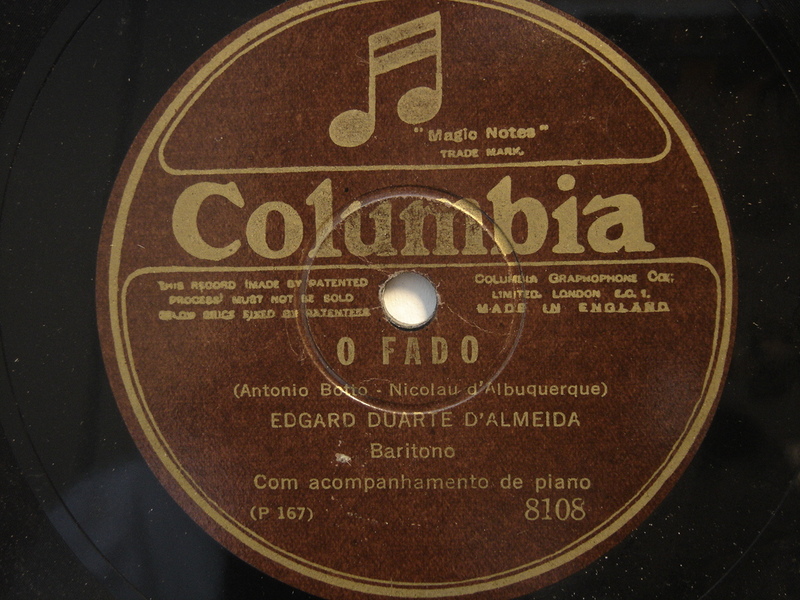 "Magic Notes"
TRADE MARK.
Columbia
THIS RECORD (MADE BY PATENTED
PROCESS) MUST NOT BE SOLD
BELOW PRICE FIXED BY PATENTEES
COLUMBIA GRAPHOPHONE Coy.
LIMITED. LONDON E.C.1.
MADE IN ENGLAND
O FADO
(Antonio Botto - Nicolau d'Albuquerque)
EDGARD DUARTE D'ALMEIDA
Baritono
Com acompanhamento de piano
(P 167)
8108